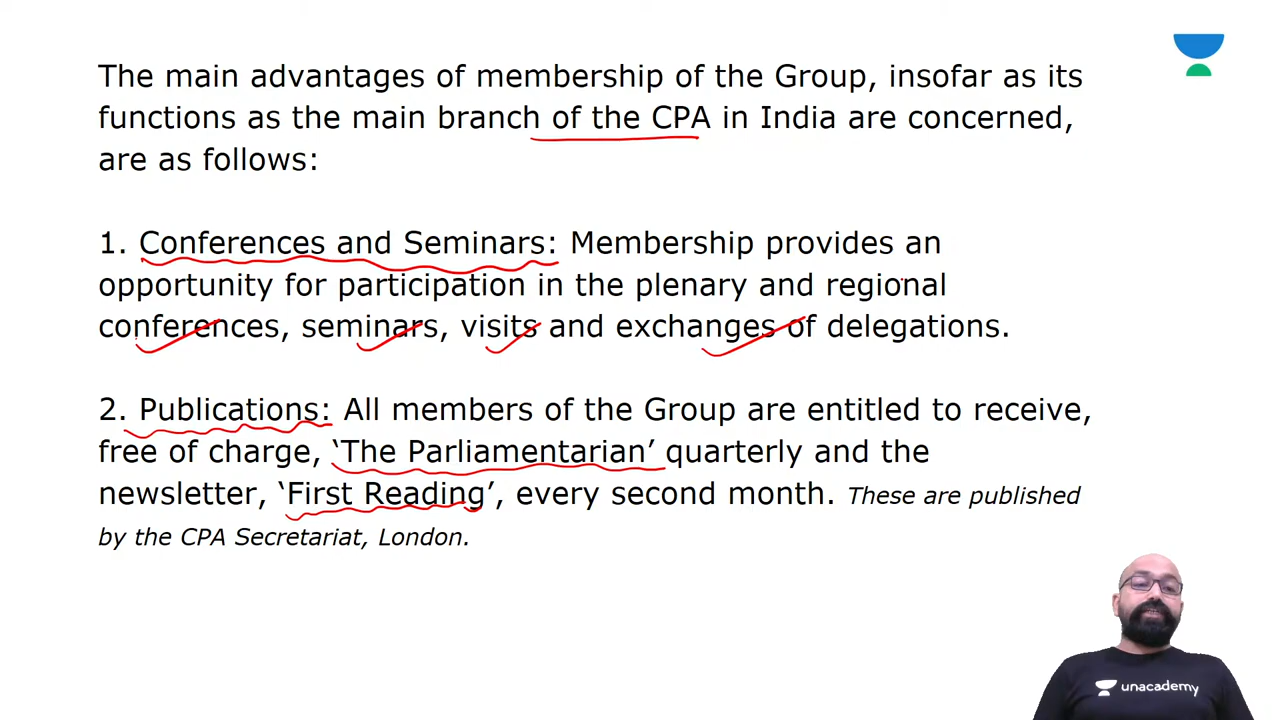 The main advantages of membership of the Group, insofar as its
functions as the main branch of the CPA in India are concerned,
are as follows:
1. Conferences and Seminars: Membership provides an
opportunity for participation in the plenary and regional
conferences, seminars, visits and exchanges of delegations.
2. Publications: All members of the Group are entitled to receive,
free of charge, ‘The Parliamentarian’ quarterly and the
newsletter, ‘First Reading’, every second month. These are published
by the CPA Secretariat, London.
unacademy